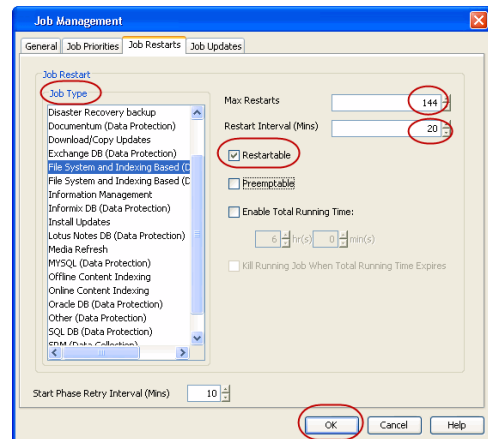 Job Management
General
Job Priorities
Job Restarts
Job Updates
Job Restart
Job Type
Disaster Recovery backup
Documentum (Data Protection)
Download/Copy Updates
Exchange DB (Data Protection)
File System and Indexing Based (D
File System and Indexing Based (D
Information Management
Informix DB (Data Protection)
Install Updates
Lotus Notes DB (Data Protection)
Media Refresh
MYSQL (Data Protection)
Offline Content Indexing
Online Content Indexing
Oracle DB (Data Protection)
Other (Data Protection)
SQL DB (Data Protection)
SRM (Data Collection)
Max Restarts 144
Restart Interval (Mins) 20
Restartable
Preemptable
Enable Total Running Time:
6 hr(s) 0 min(s)
Kill Running Job When Total Running Time Expires
Start Phase Retry Interval (Mins) 10
OK Cancel Help